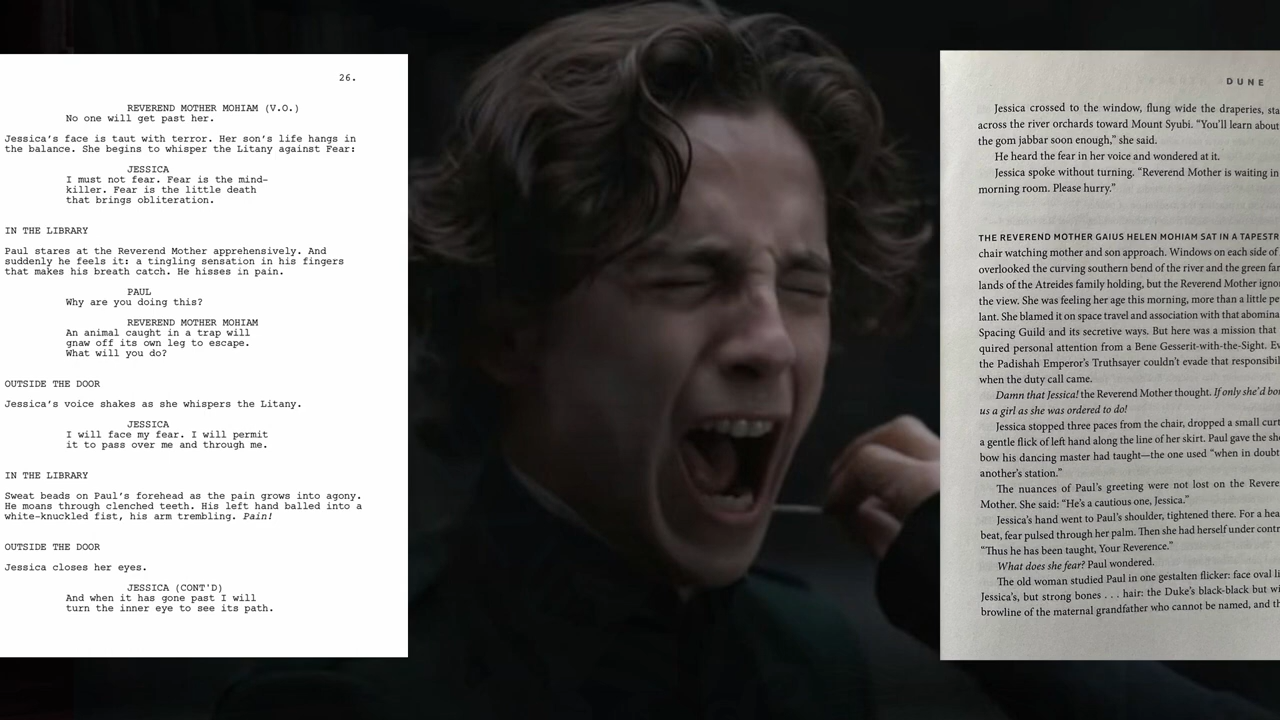 26.
REVEREND MOTHER MOHIAM (V.O.)
No one will get past her.
Jessica's face is taut with terror. Her son's life hangs in
the balance. She begins to whisper the Litany against Fear:
JESSICA
I must not fear. Fear is the mind-
killer. Fear is the little death
that brings obliteration.
IN THE LIBRARY
Paul stares at the Reverend Mother apprehensively. And
suddenly he feels it: a tingling sensation in his fingers
that makes his breath catch. He hisses in pain.
PAUL
Why are you doing this?
REVEREND MOTHER MOHIAM
An animal caught in a trap will
gnaw off its own leg to escape.
What will you do?
OUTSIDE THE DOOR
Jessica's voice shakes as she whispers the Litany.
JESSICA
I will face my fear. I will permit
it to pass over me and through me.
IN THE LIBRARY
Sweat beads on Paul's forehead as the pain grows into agony.
He moans through clenched teeth. His left hand balled into a
white-knuckled fist, his arm trembling. Pain!
OUTSIDE THE DOOR
Jessica closes her eyes.
JESSICA (CONT'D)
And when it has gone past I will
turn the inner eye to see its path.
DUNE
Jessica crossed to the window, flung wide the draperies, sta
across the river orchards toward Mount Syubi. “You'll learn about
the gom jabbar soon enough,” she said.
He heard the fear in her voice and wondered at it.
Jessica spoke without turning. “Reverend Mother is waiting in
morning room. Please hurry.”
THE REVEREND MOTHER GAIUS HELEN MOHIAM SAT IN A TAPESTR
chair watching mother and son approach. Windows on each side of
overlooked the curving southern bend of the river and the green far
lands of the Atreides family holding, but the Reverend Mother ignor
the view. She was feeling her age this morning, more than a little pe
lant. She blamed it on space travel and association with that abomina
Spacing Guild and its secretive ways. But here was a mission that
quired personal attention from a Bene Gesserit-with-the-Sight. Ev
the Padishah Emperor's Truthsayer couldn't evade that responsibil
when the duty call came.
Damn that Jessica! the Reverend Mother thought. If only she'd bor
us a girl as she was ordered to do!
Jessica stopped three paces from the chair, dropped a small curt
a gentle flick of left hand along the line of her skirt. Paul gave the sho
bow his dancing master had taught—the one used “when in doubt
another's station.”
The nuances of Paul's greeting were not lost on the Revere
Mother. She said: “He's a cautious one, Jessica.”
Jessica's hand went to Paul's shoulder, tightened there. For a hea
beat, fear pulsed through her palm. Then she had herself under contr
“Thus he has been taught, Your Reverence.”
What does she fear? Paul wondered.
The old woman studied Paul in one gestalten flicker: face oval li
Jessica's, but strong bones . . . hair: the Duke's black-black but wi
browline of the maternal grandfather who cannot be named, and th